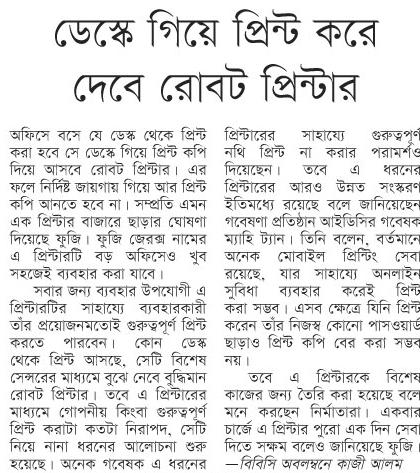 ডেস্কে গিয়ে প্রিন্ট করে
দেবে রোবট প্রিন্টার
অফিসে বসে যে ডেস্ক থেকে প্রিন্ট
করা হবে সে ডেস্কে গিয়ে প্রিন্ট কপি
দিয়ে আসবে রোবট প্রিন্টার। এর
ফলে নির্দিষ্ট জায়গায় গিয়ে আর প্রিন্ট
কপি আনতে হবে না। সম্প্রতি এমন
এক প্রিন্টার বাজারে ছাড়ার ঘোষণা
দিয়েছে ফুজি। ফুজি জেরক্স নামের
এ প্রিন্টারটি বড় অফিসেও খুব
সহজেই ব্যবহার করা যাবে।
সবার জন্য ব্যবহার উপযোগী এ
প্রিন্টারটির সাহায্যে ব্যবহারকারী
তাঁর প্রয়োজনমতোই গুরুত্বপূর্ণ প্রিন্ট
করতে পারবেন। কোন ডেস্ক
থেকে প্রিন্ট আসছে, সেটি বিশেষ
সেন্সরের মাধ্যমে বুঝে নেবে বুদ্ধিমান
রোবট প্রিন্টার। তবে এ প্রিন্টারের
মাধ্যমে গোপনীয় কিংবা গুরুত্বপূর্ণ
প্রিন্ট করাটা কতটা নিরাপদ, সেটি
নিয়ে নানা ধরনের আলোচনা শুরু
হয়েছে। অনেক গবেষক এ ধরনের
প্রিন্টারের সাহায্যে গুরুত্বপূর্ণ
নথি প্রিন্ট না করার পরামর্শও
দিয়েছেন। তবে এ ধরনের
প্রিন্টারের আরও উন্নত সংস্করণ
ইতিমধ্যে রয়েছে বলে জানিয়েছেন
গবেষণা প্রতিষ্ঠান আইডিসির গবেষক
ম্যাহি ট্যান। তিনি বলেন, বর্তমানে
অনেক মোবাইল প্রিন্টিং সেবা
রয়েছে, যার সাহায্যে অনলাইন
সুবিধা ব্যবহার করেই প্রিন্ট
করা সম্ভব। এসব ক্ষেত্রে যিনি প্রিন্ট
করেন তাঁর নিজস্ব কোনো পাসওয়ার্ড
ছাড়াও প্রিন্ট কপি বের করা সম্ভব
নয়।
তবে এ প্রিন্টারকে বিশেষ
কাজের জন্য তৈরি করা হয়েছে বলে
মনে করছেন নির্মাতারা। একবার
চার্জে এ প্রিন্টার পুরো এক দিন সেবা
দিতে সক্ষম বলেও জানিয়েছে ফুজি।
—বিবিসি অবলম্বনে কাজী আলম